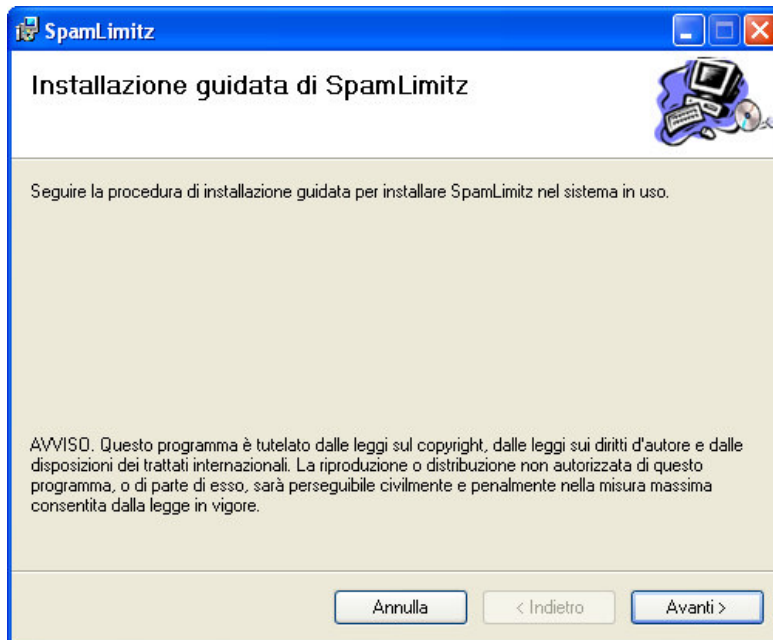 SpamLimitz
Installazione guidata di SpamLimitz
Seguire la procedura di installazione guidata per installare SpamLimitz nel sistema in uso.
AVVISO. Questo programma è tutelato dalle leggi sul copyright, dalle leggi sui diritti d'autore e dalle
disposizioni dei trattati internazionali. La riproduzione o distribuzione non autorizzata di questo
programma, o di parte di esso, sarà perseguibile civilmente e penalmente nella misura massima
consentita dalla legge in vigore.
Annulla
< Indietro
Avanti >